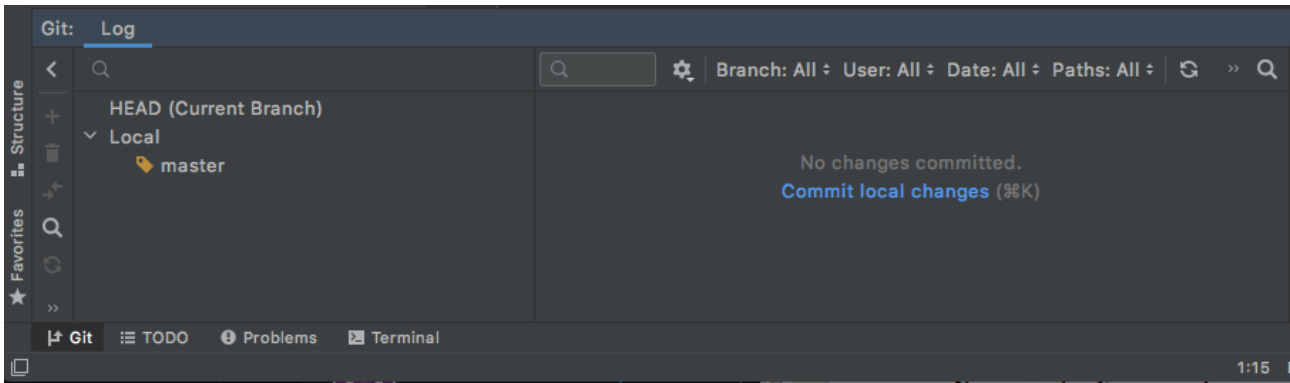 Git: Log
Branch: All User: All Date: All Paths: All
HEAD (Current Branch)
Local
master
No changes committed.
Commit local changes (⌘K)
Structure
Favorites
Git TODO Problems Terminal
1:15